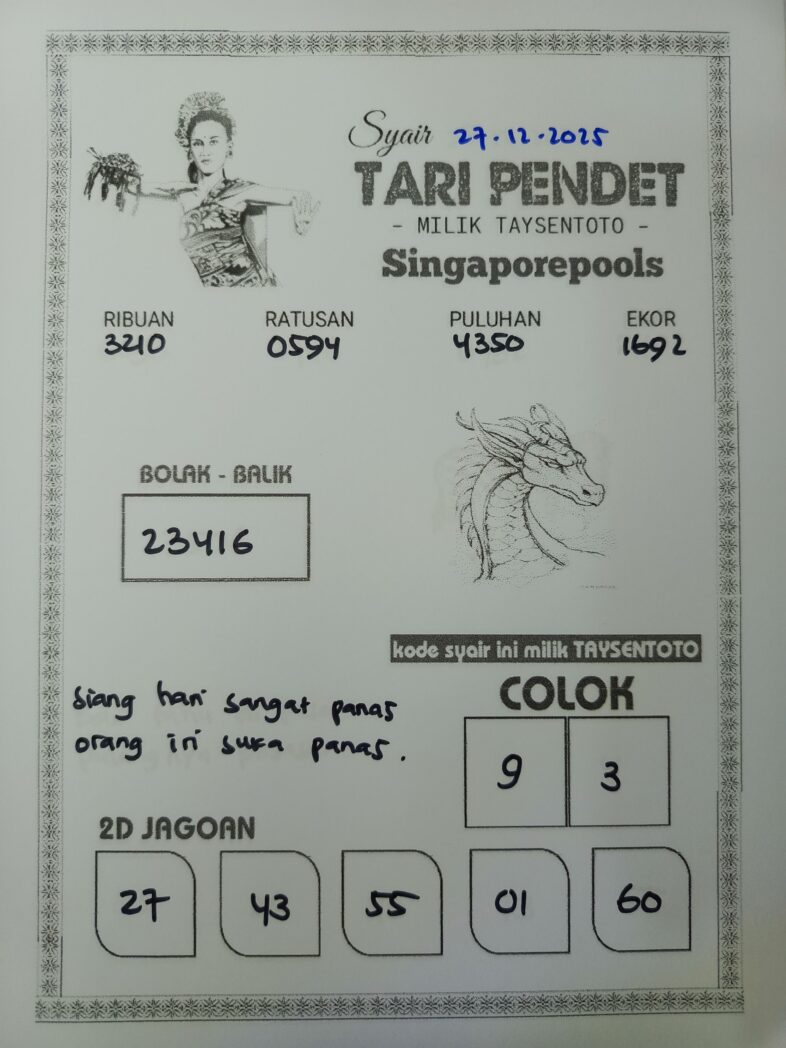 Syair 27.12.2025
TARI PENDET
- MILIK TAYSENTOTO -
Singaporepools
RIBUAN RATUSAN PULUHAN EKOR
3210 0594 4350 1692
BOLAK - BALIK
23416
kode syair ini milik TAYSENTOTO
siang hari sangat panas
orang iri suka panas.
COLOK
9 3
2D JAGOAN
27 43 55 01 60